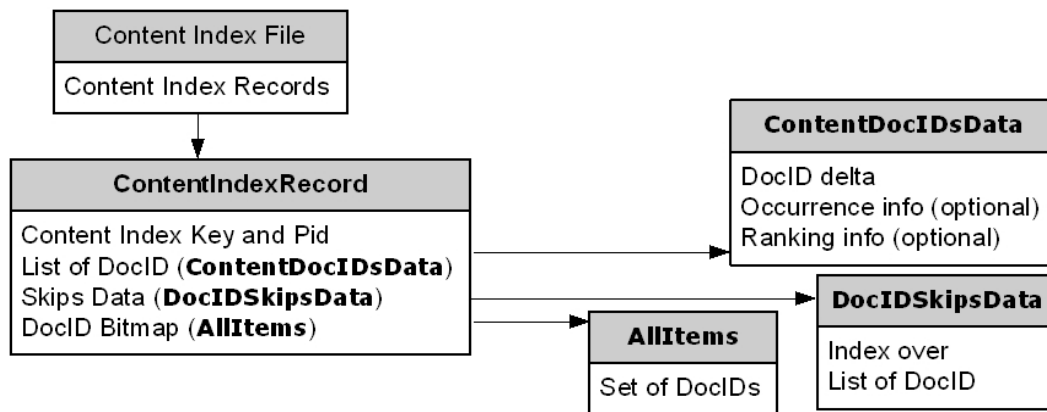 Content Index File
Content Index Records
ContentIndexRecord
Content Index Key and Pid
List of DocID (ContentDocIDsData)
Skips Data (DocIDSkipsData)
DocID Bitmap (AllItems)
ContentDocIDsData
DocID delta
Occurrence info (optional)
Ranking info (optional)
DocIDSkipsData
Index over
List of DocID
AllItems
Set of DocIDs